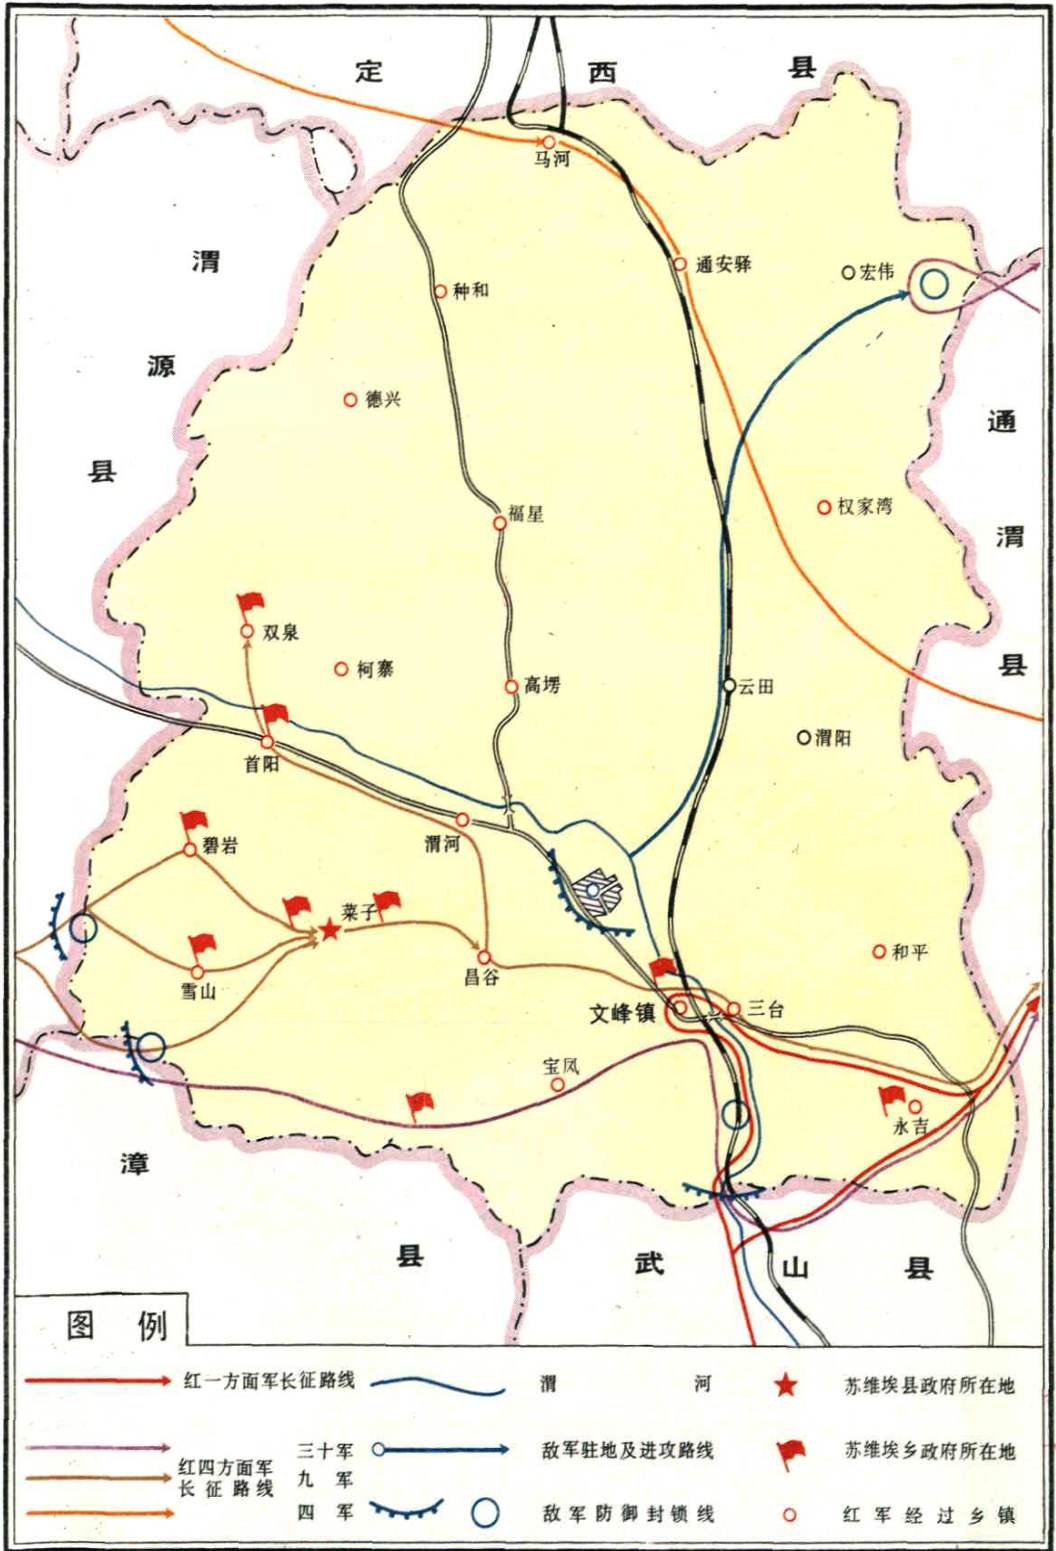 定西县
马河
渭源县
通安驿
宏伟
种和
德兴
通渭县
福星
权家湾
双泉
柯寨
高塄
云田
渭阳
首阳
渭河
碧岩
菜子
雪山
昌谷
和平
文峰镇
三台
宝凤
永吉
漳县
武山县
图例
红一方面军长征路线
渭河
苏维埃县政府所在地
红四方面军
长征路线
三十军
九军
四军
敌军驻地及进攻路线
苏维埃乡政府所在地
敌军防御封锁线
红军经过乡镇